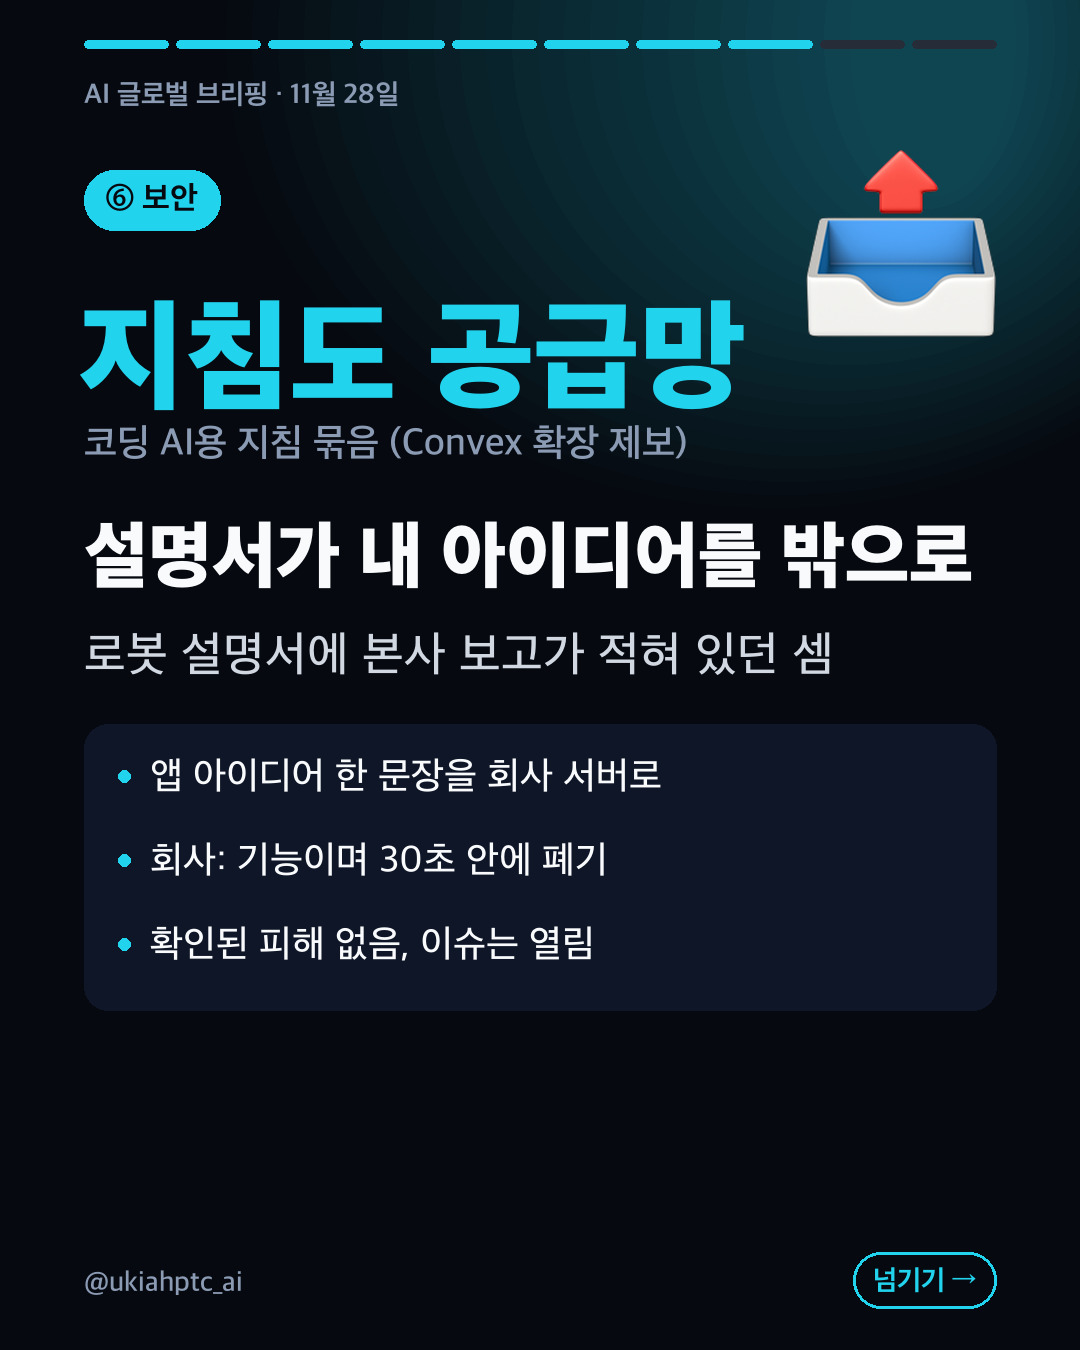 AI 글로벌 브리핑 · 11월 28일
⑥ 보안
지침도 공급망
코딩 AI용 지침 묶음 (Convex 확장 제보)
설명서가 내 아이디어를 밖으로
로봇 설명서에 본사 보고가 적혀 있던 셈
• 앱 아이디어 한 문장을 회사 서버로
• 회사: 기능이며 30초 안에 폐기
• 확인된 피해 없음, 이슈는 열림
@ukiahptc_ai
넘기기 →